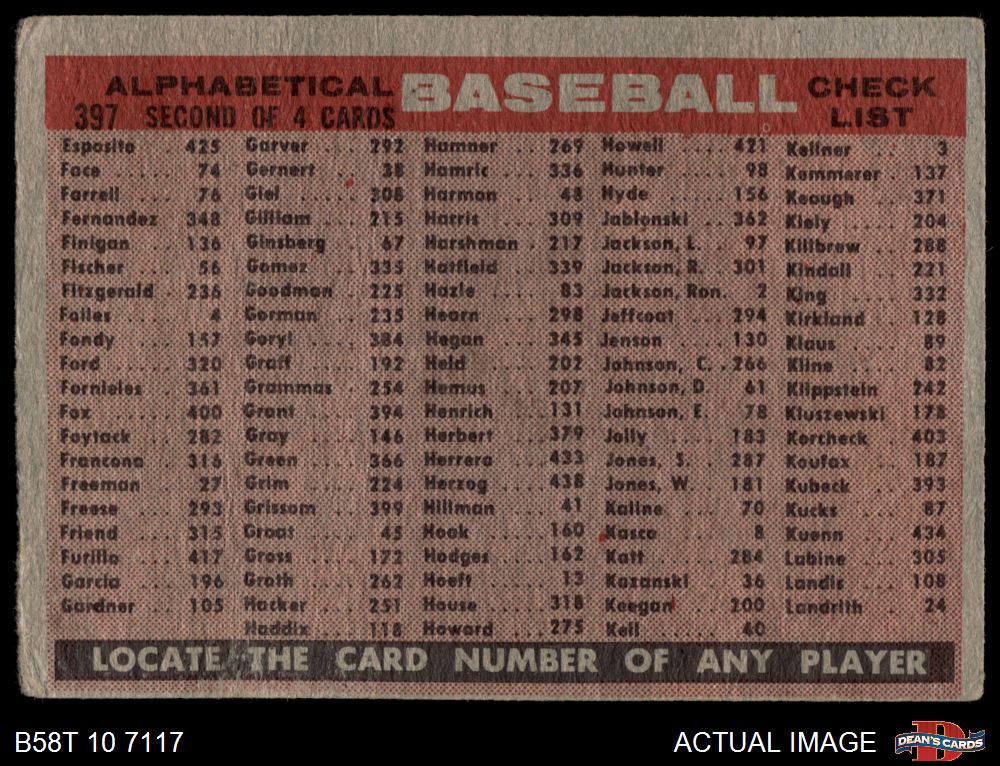 ALPHABETICAL BASEBALL CHECK LIST
397 SECOND OF 4 CARDS
Esposito 425
Face .... 74
Farrell .. 76
Fernandez 348
Finigan .. 136
Fischer .... 56
Fitzgerald . 236
Foiles .... 4
Fondy ... 157
Ford .... 320
Fornieles 361
Fox ..... 400
Foytack .. 282
Francona 316
Freeman .. 27
Freese .. 293
Friend ... 315
Furillo .. 417
Garcia .. 196
Gardner .. 105
Garver ... 292
Gernert .. 38
Giel ..... 308
Gilliam .. 215
Ginsberg .. 67
Gomez ... 335
Goodman .. 225
Gorman .. 235
Goryl .... 384
Graff .... 192
Grammas .. 254
Grant .... 394
Gray .... 146
Green ... 366
Grim .... 224
Grissom .. 399
Groat .... 45
Gross ... 172
Groth ... 262
Hacker ... 251
Haddix ... 118
Hamner .. 269
Hamric .. 336
Harmon .. 48
Harris ... 309
Harshman . 217
Hatfield .. 339
Hazle .... 83
Hearn ... 298
Hegan ... 345
Held .... 202
Hemus .. 207
Henrich .. 131
Herbert .. 379
Herrera ... 433
Herzog ... 438
Hillman .. 41
Hook .... 160
Hodges .. 162
Hoeft .... 13
House ... 318
Howard ... 275
Howell ... 421
Hunter ... 98
Hyde .... 156
Jablonski .. 362
Jackson, L. . 97
Jackson, R. . 301
Jackson, Ron. 2
Jeffcoat ... 294
Jenson ... 130
Johnson, C. . 266
Johnson, D. 61
Johnson, E. 78
Jolly .... 183
Jones, S. . 287
Jones, W. . 181
Kaline ... 70
Kasco ... 8
Katt .... 284
Kazanski .. 36
Keegan .. 200
Kell .... 40
Kellner .. 3
Kemmerer . 137
Keough .. 371
Kiely ... 204
Killbrew .. 288
Kindall .. 221
King ... 332
Kirkland .. 128
Klaus ... 89
Kline ... 82
Klippstein 242
Kluszewski 178
Korcheck . 403
Koufax .. 187
Kubeck .. 393
Kucks .. 87
Kuenn .. 434
Labine .. 305
Landis .. 108
Landrith .. 24
LOCATE THE CARD NUMBER OF ANY PLAYER
B58T 10 7117
ACTUAL IMAGE
DEAN'S CARDS